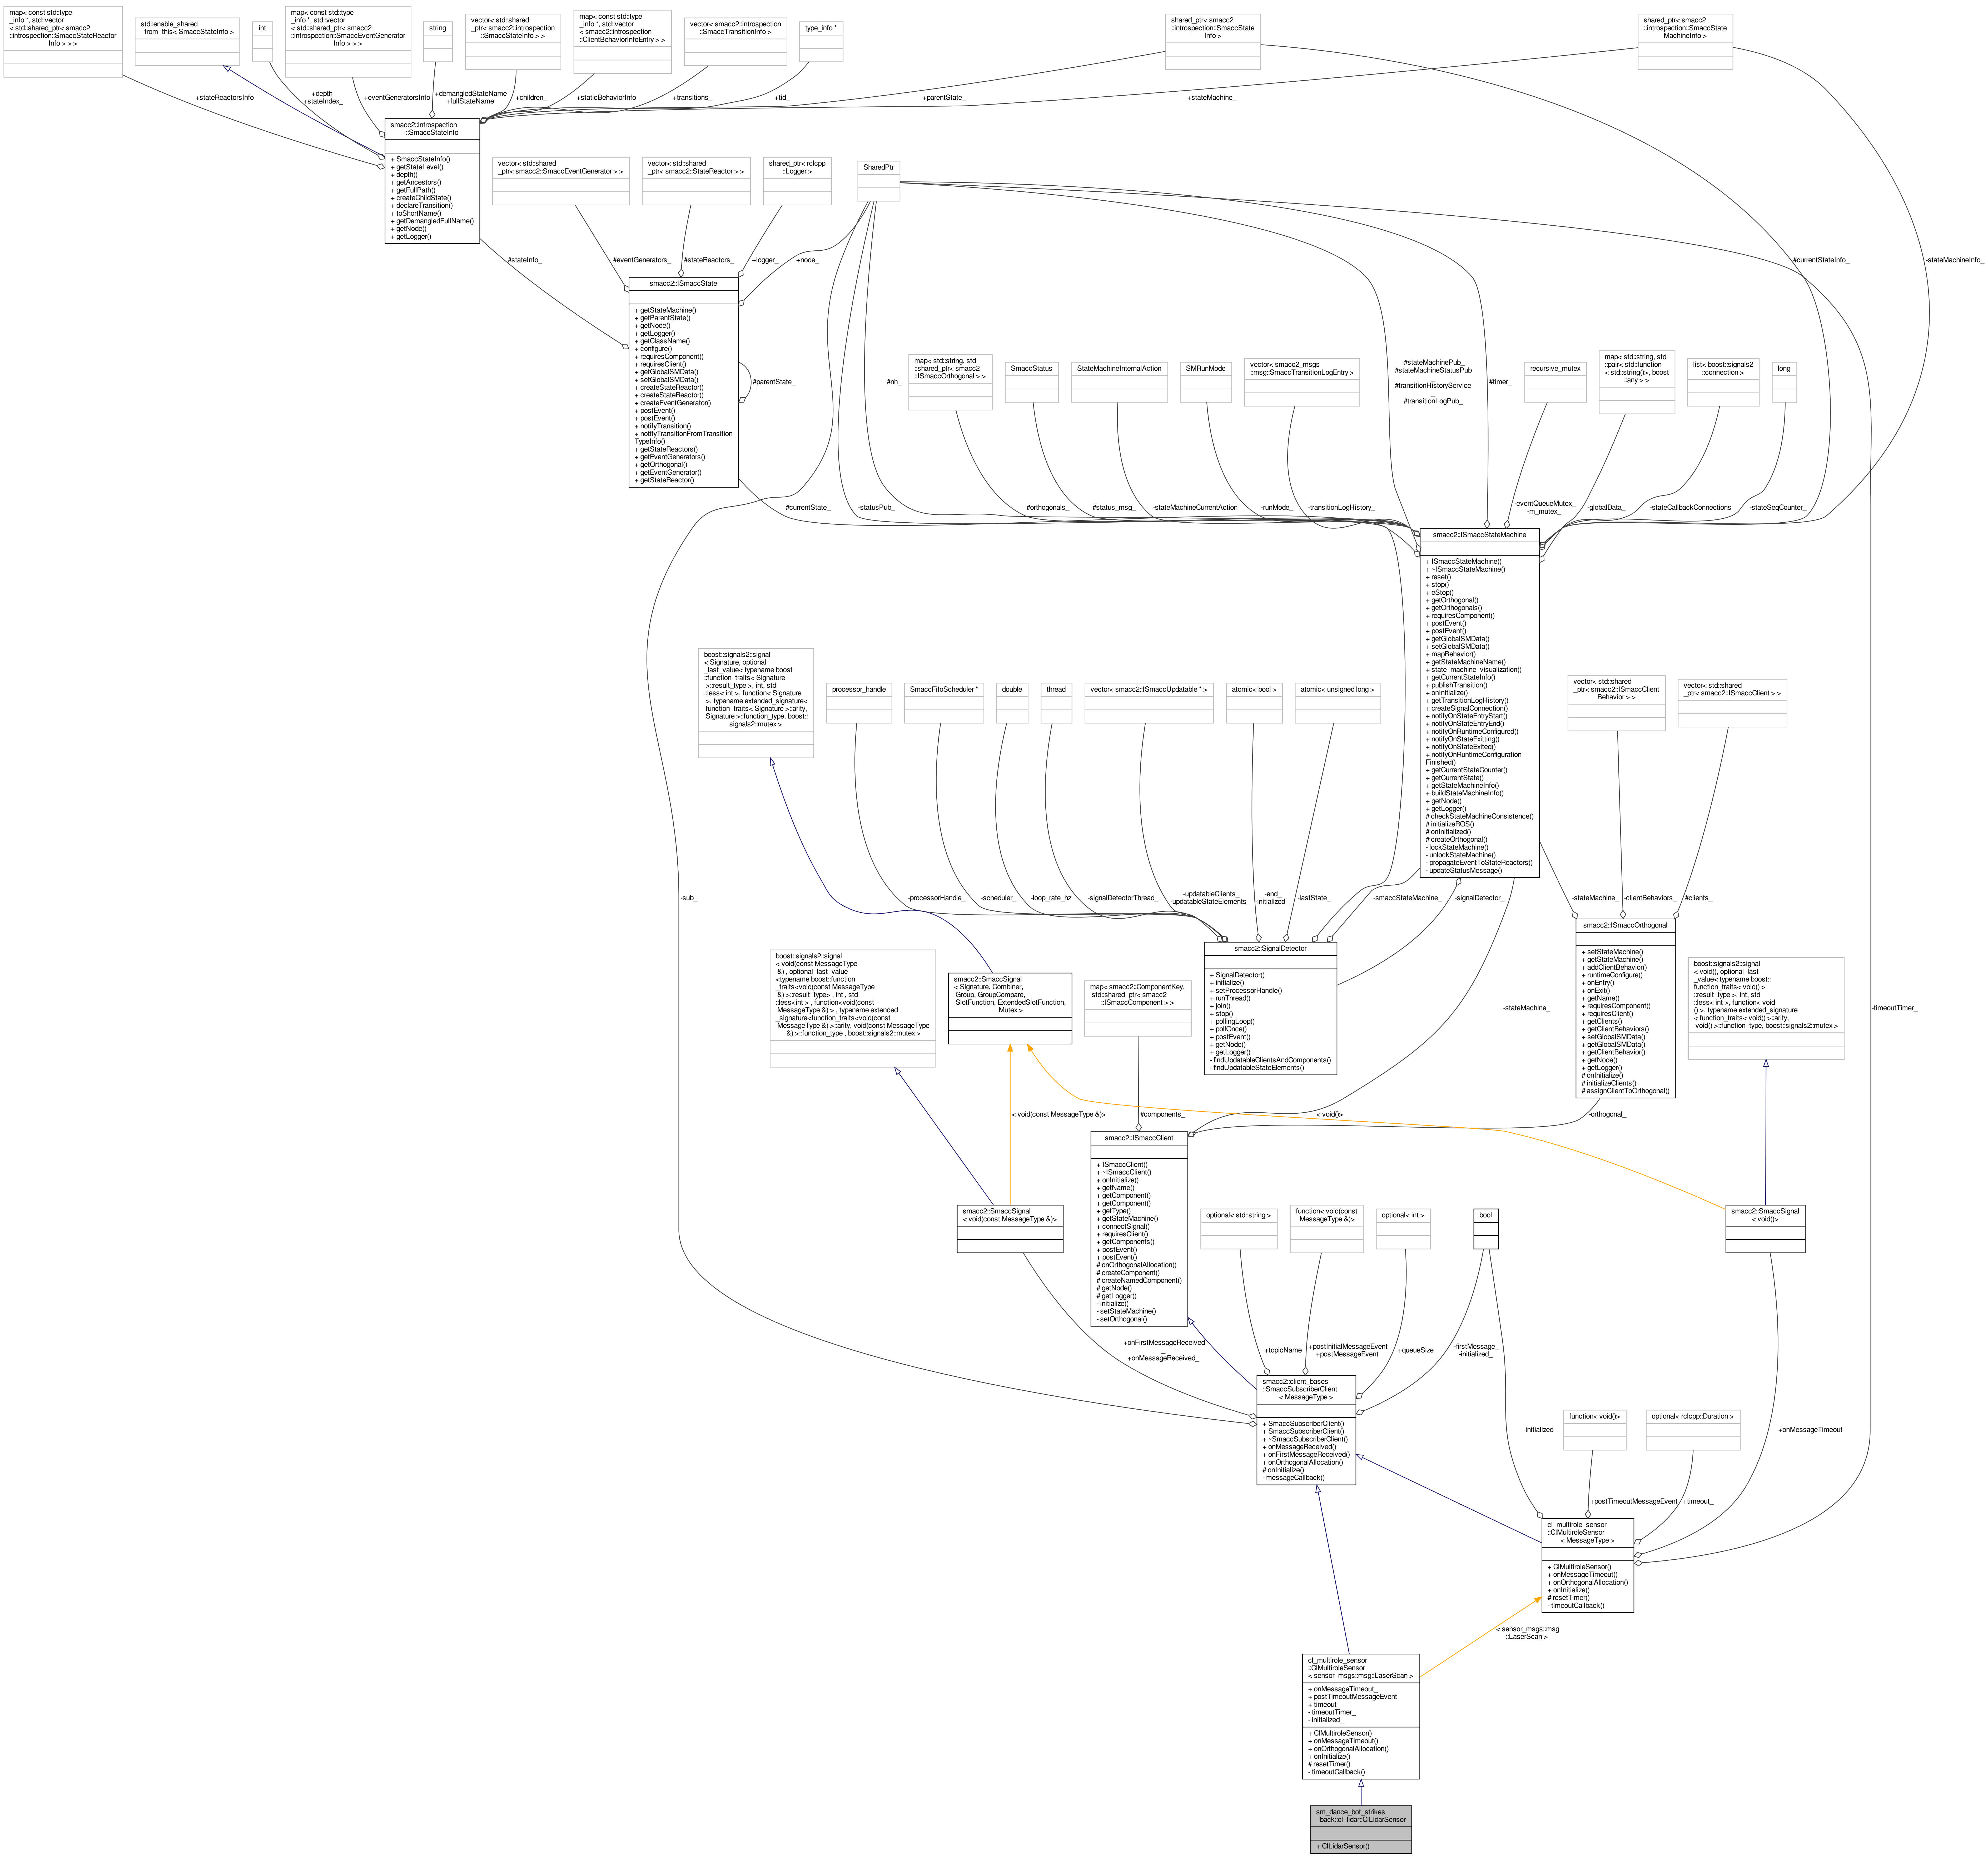 map< const std::type
_info *, std::vector
< std::shared_ptr< smacc2
::introspection::SmaccStateReactor
Info > > >
std::enable_shared
_from_this< SmaccStateInfo >
int
map< const std::type
_info *, std::vector
< std::shared_ptr< smacc2
::introspection::SmaccEventGenerator
Info > > >
string
vector< std::shared
_ptr< smacc2::introspection
::SmaccStateInfo > >
map< const std::type
_info *, std::vector
< smacc2::introspection
::ClientBehaviorInfoEntry > >
vector< smacc2::introspection
::SmaccTransitionInfo >
type_info *
shared_ptr< smacc2
::introspection::SmaccState
Info >
shared_ptr< smacc2
::introspection::SmaccState
MachineInfo >
+stateReactorsInfo
+depth_
+stateIndex_
+eventGeneratorsInfo
+demangledStateName
+fullStateName
+children_
+staticBehaviorInfo
+transitions_
+tid_
+parentState_
+stateMachine_
smacc2::introspection
::SmaccStateInfo
+ SmaccStateInfo()
+ getStateLevel()
+ depth()
+ getAncestors()
+ getFullPath()
+ createChildState()
+ declareTransition()
+ toShortName()
+ getDemangledFullName()
+ getNode()
+ getLogger()
vector< std::shared
_ptr< smacc2::SmaccEventGenerator > >
vector< std::shared
_ptr< smacc2::StateReactor > >
shared_ptr< rclcpp
::Logger >
SharedPtr
#stateInfo_
#eventGenerators_
#stateReactors_
+logger_
+node_
#currentStateInfo_
-stateMachineInfo_
smacc2::ISmaccState
+ getStateMachine()
+ getParentState()
+ getNode()
+ getLogger()
+ getClassName()
+ configure()
+ requiresComponent()
+ requiresClient()
+ getGlobalSMData()
+ setGlobalSMData()
+ createStateReactor()
+ createStateReactor()
+ createEventGenerator()
+ postEvent()
+ postEvent()
+ notifyTransition()
+ notifyTransitionFromTransition
TypeInfo()
+ getStateReactors()
+ getEventGenerators()
+ getOrthogonal()
+ getEventGenerator()
+ getStateReactor()
#parentState_
#nh_
map< std::string, std
::shared_ptr< smacc2
::ISmaccOrthogonal > >
SmaccStatus
StateMachineInternalAction
SMRunMode
vector< smacc2_msgs
::msg::SmaccTransitionLogEntry >
#stateMachinePub_
#stateMachineStatusPub
_
#transitionHistoryService
_
#transitionLogPub_
#timer_
recursive_mutex
map< std::string, std
::pair< std::function
< std::string()>, boost
::any > >
list< boost::signals2
::connection >
long
#currentState_
-statusPub_
#orthogonals_
#status_msg_
-stateMachineCurrentAction
-runMode_
-transitionLogHistory_
-eventQueueMutex_
-m_mutex_
-globalData_
-stateCallbackConnections
-stateSeqCounter_
smacc2::ISmaccStateMachine
+ ISmaccStateMachine()
+ ~ISmaccStateMachine()
+ reset()
+ stop()
+ eStop()
+ getOrthogonal()
+ getOrthogonals()
+ requiresComponent()
+ postEvent()
+ postEvent()
+ getGlobalSMData()
+ setGlobalSMData()
+ mapBehavior()
+ getStateMachineName()
+ state_machine_visualization()
+ getCurrentStateInfo()
+ publishTransition()
+ onInitialize()
+ getTransitionLogHistory()
+ createSignalConnection()
+ notifyOnStateEntryStart()
+ notifyOnStateEntryEnd()
+ notifyOnRuntimeConfigured()
+ notifyOnStateExitting()
+ notifyOnStateExited()
+ notifyOnRuntimeConfiguration
Finished()
+ getCurrentStateCounter()
+ getCurrentState()
+ getStateMachineInfo()
+ buildStateMachineInfo()
+ getNode()
+ getLogger()
# checkStateMachineConsistence()
# initializeROS()
# onInitialized()
# createOrthogonal()
- lockStateMachine()
- unlockStateMachine()
- propagateEventToStateReactors()
- updateStatusMessage()
boost::signals2::signal
< Signature, optional
_last_value< typename boost
::function_traits< Signature
>::result_type >, int, std
::less< int >, function< Signature
>, typename extended_signature<
function_traits< Signature >::arity,
Signature >::function_type, boost::
signals2::mutex >
processor_handle
SmaccFifoScheduler *
double
thread
vector< smacc2::ISmaccUpdatable * >
atomic< bool >
atomic< unsigned long >
vector< std::shared
_ptr< smacc2::ISmaccClient
Behavior > >
vector< std::shared
_ptr< smacc2::ISmaccClient > >
-sub_
-processorHandle_
-scheduler_
-loop_rate_hz
-signalDetectorThread_
-updatableClients_
-updatableStateElements_
-end_
-initialized_
-lastState_
-smaccStateMachine_
-signalDetector_
-stateMachine_
-clientBehaviors_
#clients_
boost::signals2::signal
< void(const MessageType
&) , optional_last_value
<typename boost::function
_traits<void(const MessageType
&) >::result_type> , int , std
::less<int > , function<void(const
MessageType &) > , typename extended
_signature<function_traits<void(const
MessageType &) >::arity, void(const MessageType
&) >::function_type , boost::signals2::mutex >
smacc2::SmaccSignal
< Signature, Combiner,
Group, GroupCompare,
SlotFunction, ExtendedSlotFunction,
Mutex >
map< smacc2::ComponentKey,
std::shared_ptr< smacc2
::ISmaccComponent > >
smacc2::SignalDetector
+ SignalDetector()
+ initialize()
+ setProcessorHandle()
+ runThread()
+ join()
+ stop()
+ pollingLoop()
+ pollOnce()
+ postEvent()
+ getNode()
+ getLogger()
- findUpdatableClientsAndComponents()
- findUpdatableStateElements()
-stateMachine_
smacc2::ISmaccOrthogonal
+ setStateMachine()
+ getStateMachine()
+ addClientBehavior()
+ runtimeConfigure()
+ onEntry()
+ onExit()
+ getName()
+ requiresComponent()
+ requiresClient()
+ getClients()
+ getClientBehaviors()
+ setGlobalSMData()
+ getGlobalSMData()
+ getClientBehavior()
+ getNode()
+ getLogger()
# onInitialize()
# initializeClients()
# assignClientToOrthogonal()
boost::signals2::signal
< void(), optional_last
_value< typename boost::
function_traits< void() >
::result_type >, int, std
::less< int >, function< void
() >, typename extended_signature
< function_traits< void() >::arity,
void() >::function_type, boost::signals2::mutex >
-timeoutTimer_
< void(const MessageType &)>
#components_
< void()>
-orthogonal_
smacc2::ISmaccClient
+ ISmaccClient()
+ ~ISmaccClient()
+ onInitialize()
+ getName()
+ getComponent()
+ getComponent()
+ getType()
+ getStateMachine()
+ connectSignal()
+ requiresClient()
+ getComponents()
+ postEvent()
+ postEvent()
# onOrthogonalAllocation()
# createComponent()
# createNamedComponent()
# getNode()
# getLogger()
- initialize()
- setStateMachine()
- setOrthogonal()
smacc2::SmaccSignal
< void(const MessageType &)>
optional< std::string >
function< void(const
MessageType &)>
optional< int >
bool
smacc2::SmaccSignal
< void()>
+onFirstMessageReceived
_
+onMessageReceived_
+topicName
+postInitialMessageEvent
+postMessageEvent
+queueSize
-firstMessage_
-initialized_
smacc2::client_bases
::SmaccSubscriberClient
< MessageType >
+ SmaccSubscriberClient()
+ SmaccSubscriberClient()
+ ~SmaccSubscriberClient()
+ onMessageReceived()
+ onFirstMessageReceived()
+ onOrthogonalAllocation()
# onInitialize()
- messageCallback()
-initialized_
function< void()>
optional< rclcpp::Duration >
+onMessageTimeout_
+postTimeoutMessageEvent
+timeout_
cl_multirole_sensor
::ClMultiroleSensor
< MessageType >
+ ClMultiroleSensor()
+ onMessageTimeout()
+ onOrthogonalAllocation()
+ onInitialize()
# resetTimer()
- timeoutCallback()
< sensor_msgs::msg
::LaserScan >
cl_multirole_sensor
::ClMultiroleSensor
< sensor_msgs::msg::LaserScan >
+ onMessageTimeout_
+ postTimeoutMessageEvent
+ timeout_
- timeoutTimer_
- initialized_
+ ClMultiroleSensor()
+ onMessageTimeout()
+ onOrthogonalAllocation()
+ onInitialize()
# resetTimer()
- timeoutCallback()
sm_dance_bot_strikes
_back::cl_lidar::ClLidarSensor
+ ClLidarSensor()